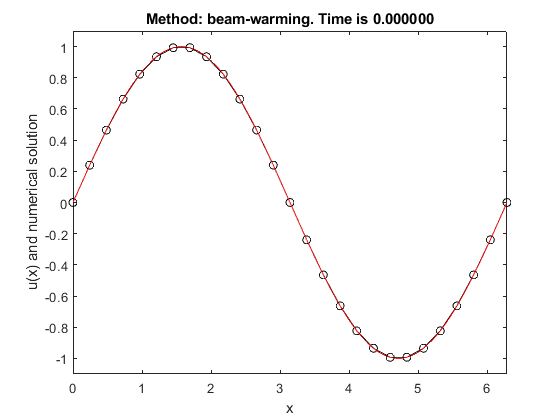 Method: beam-warming. Time is 0.000000
u(x) and numerical solution
1
0.8
0.6
0.4
0.2
0
-0.2
-0.4
-0.6
-0.8
-1
0 1 2 3 4 5 6
x